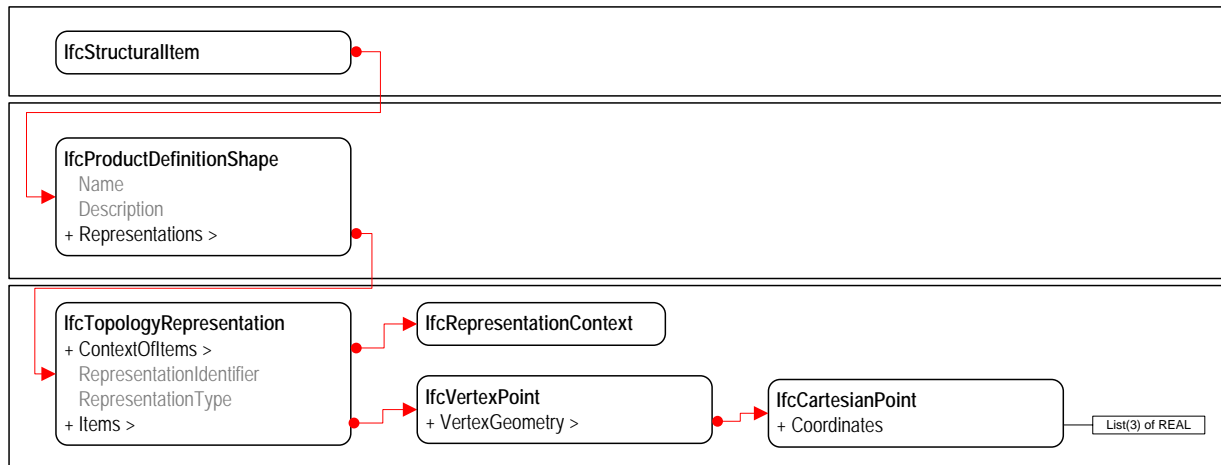 IfcStructuralItem
IfcProductDefinitionShape
Name
Description
+ Representations >
IfcTopologyRepresentation
+ ContextOfItems >
RepresentationIdentifier
RepresentationType
+ Items >
IfcRepresentationContext
IfcVertexPoint
+ VertexGeometry >
IfcCartesianPoint
+ Coordinates
List(3) of REAL